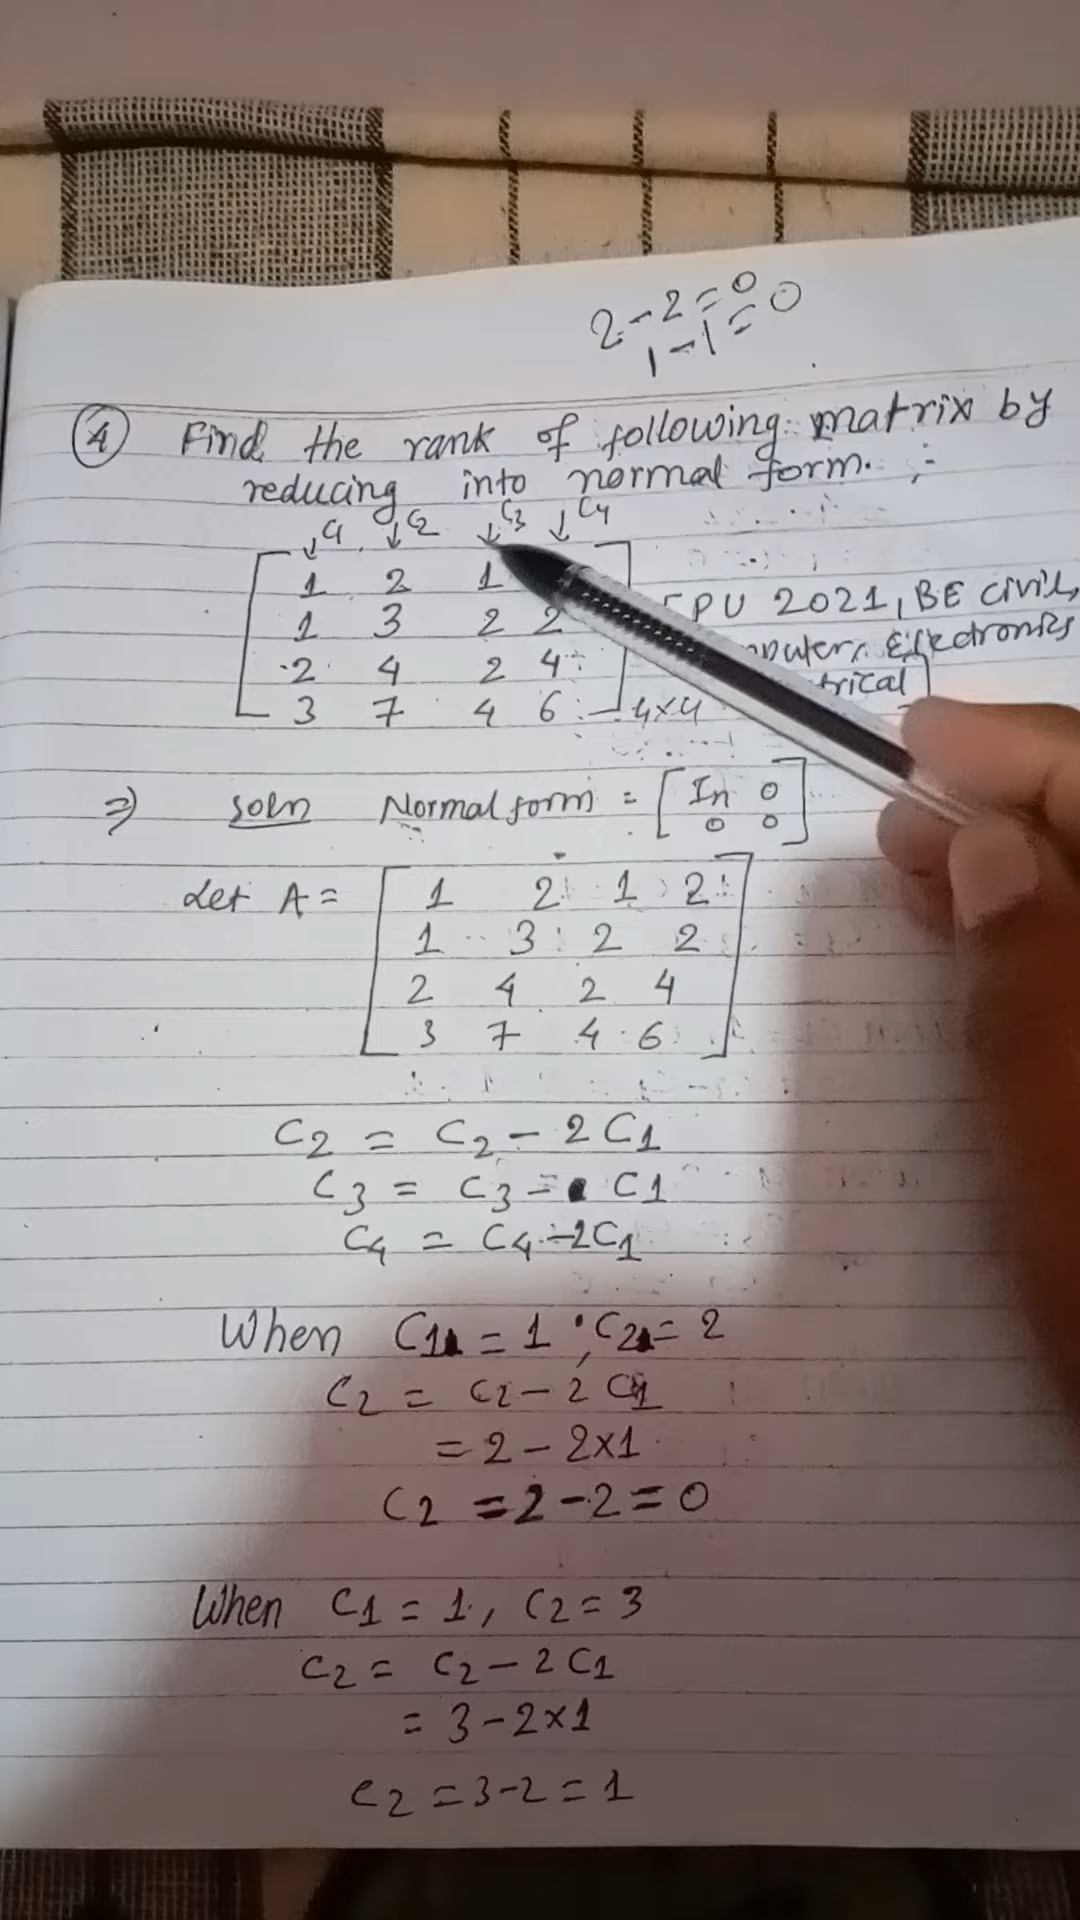 2-2=0
1-1=0
4 Find the rank of following matrix by
reducing into normal form. :-
C1 C2 C3 C4
1 2 1
1 3 2 2
2 4 2 4
3 7 4 6 4×4
PU 2021, BE civil,
Electronics
⇒) Soln Normal form = [In 0
0 0]
Let A =
1 2 1 2
1 3 2 2
2 4 2 4
3 7 4 6
C2 = C2 - 2C1
C3 = C3 - C1
C4 = C4 - 2C1
When C1 = 1, C2 = 2
C2 = C2 - 2 C1
= 2 - 2×1
C2 = 2-2 = 0
When C1 = 1, C2 = 3
C2 = C2 - 2C1
= 3 - 2×1
C2 = 3-2 = 1